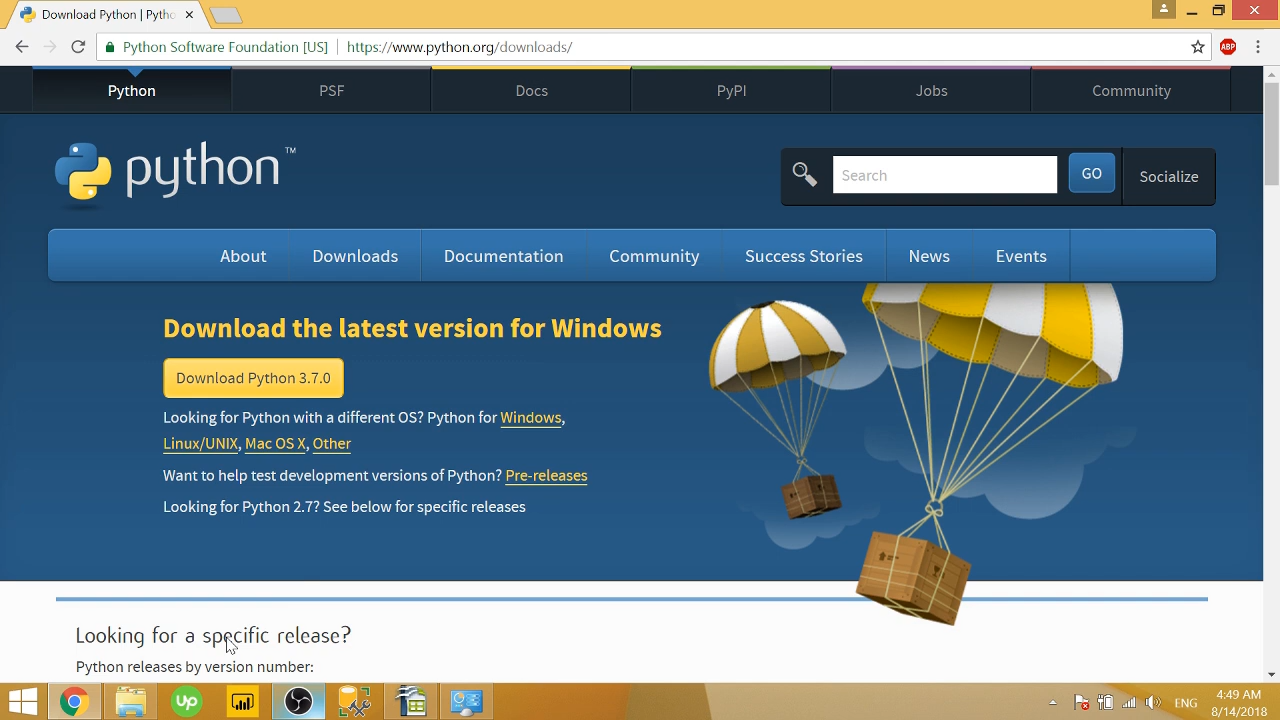 Download Python | Pytho
Python Software Foundation [US]
https://www.python.org/downloads/
ABP
Python
PSF
Docs
PyPI
Jobs
Community
python™
Search
GO
Socialize
About
Downloads
Documentation
Community
Success Stories
News
Events
Download the latest version for Windows
Download Python 3.7.0
Looking for Python with a different OS? Python for Windows,
Linux/UNIX, Mac OS X, Other
Want to help test development versions of Python? Pre-releases
Looking for Python 2.7? See below for specific releases
Looking for a specific release?
Python releases by version number:
Up
ENG
4:49 AM
8/14/2018